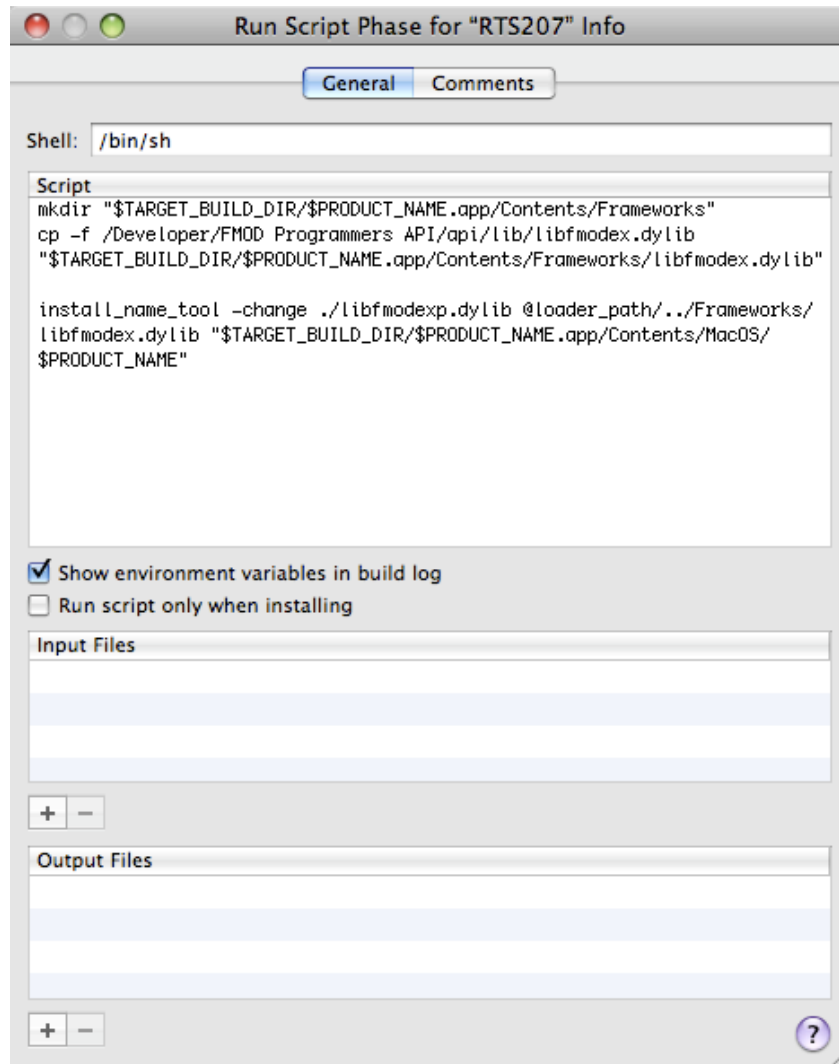 Run Script Phase for “RTS207” Info
General Comments
Shell: /bin/sh
Script
mkdir "$TARGET_BUILD_DIR/$PRODUCT_NAME.app/Contents/Frameworks"
cp -f /Developer/FMOD Programmers API/api/lib/libfmodex.dylib
"$TARGET_BUILD_DIR/$PRODUCT_NAME.app/Contents/Frameworks/libfmodex.dylib"
install_name_tool -change ./libfmodexp.dylib @loader_path/../Frameworks/
libfmodex.dylib "$TARGET_BUILD_DIR/$PRODUCT_NAME.app/Contents/MacOS/
$PRODUCT_NAME"
Show environment variables in build log
Run script only when installing
Input Files
+ −
Output Files
+ −
?